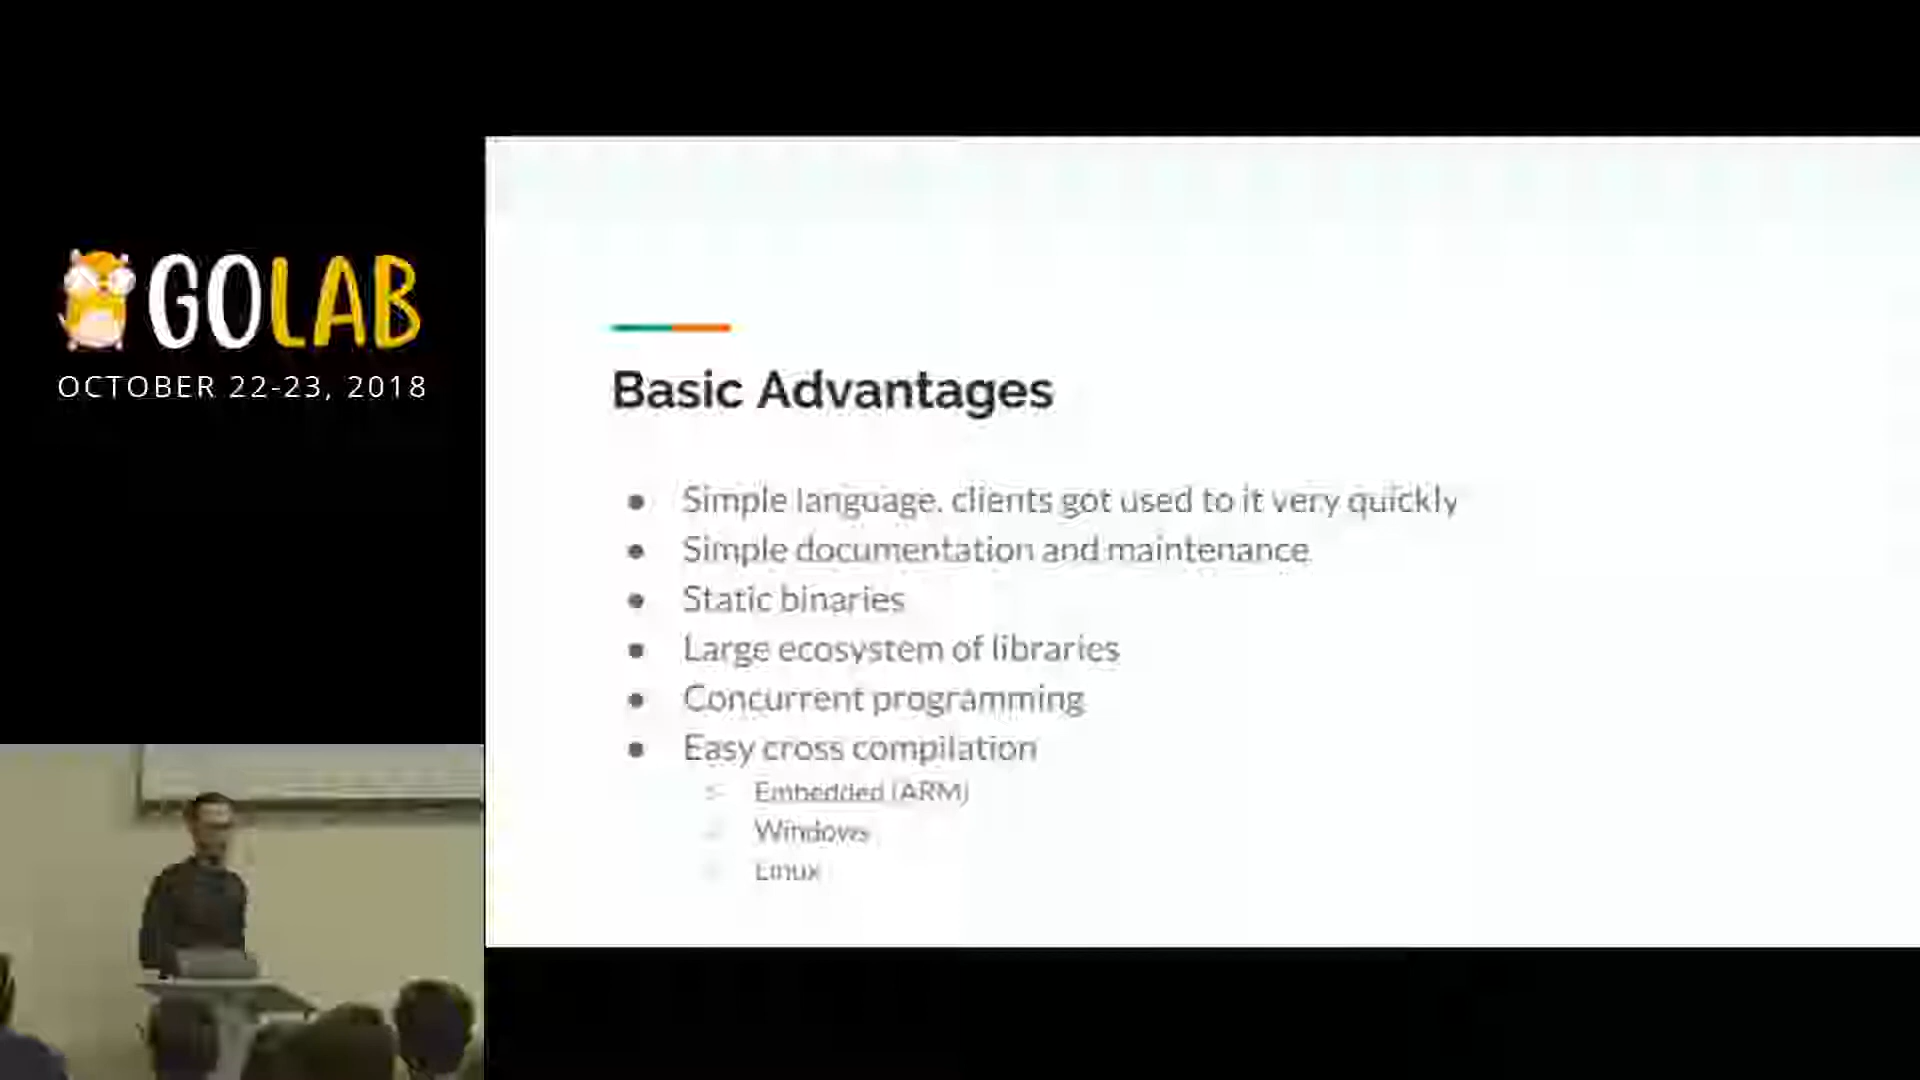 GOLAB
OCTOBER 22-23, 2018
Basic Advantages
● Simple language, clients got used to it very quickly
● Simple documentation and maintenance
● Static binaries
● Large ecosystem of libraries
● Concurrent programming
● Easy cross compilation
Embedded (ARM)
Windows
Linux